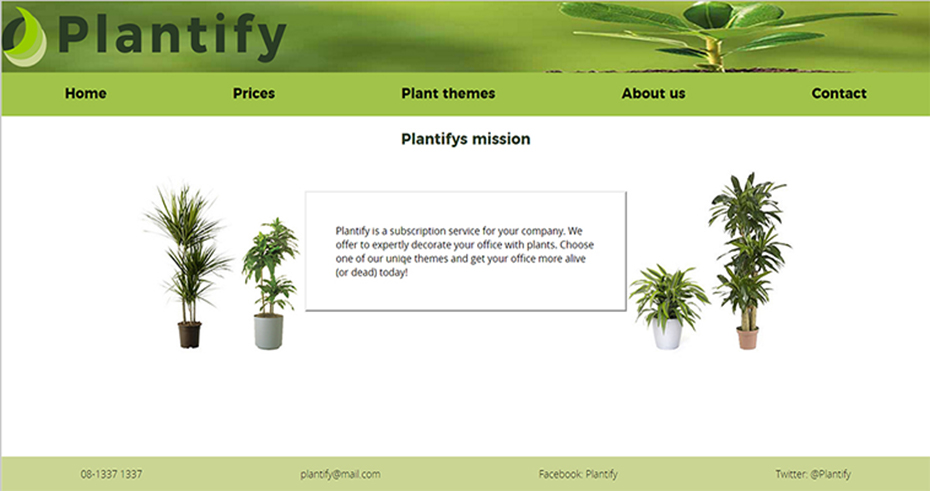 Plantify
Home Prices Plant themes About us Contact
Plantifys mission
Plantify is a subscription service for your company. We
offer to expertly decorate your office with plants. Choose
one of our uniqe themes and get your office more alive
(or dead) today!
08-1337 1337 plantify@mail.com Facebook: Plantify Twitter: @Plantify